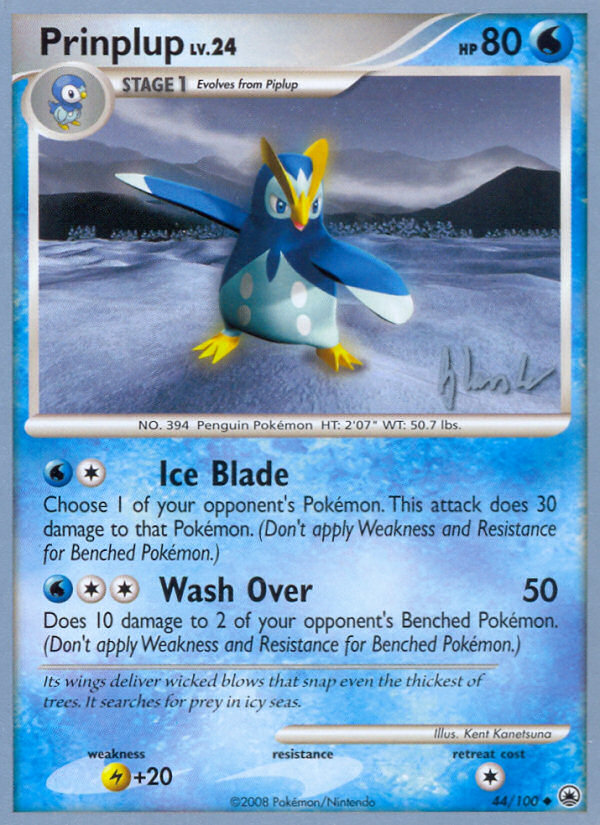 Prinplup LV.24 HP 80
STAGE 1 Evolves from Piplup
NO. 394 Penguin Pokémon HT: 2'07" WT: 50.7 lbs.
Ice Blade
Choose 1 of your opponent's Pokémon. This attack does 30
damage to that Pokémon. (Don't apply Weakness and Resistance
for Benched Pokémon.)
Wash Over 50
Does 10 damage to 2 of your opponent's Benched Pokémon.
(Don't apply Weakness and Resistance for Benched Pokémon.)
Its wings deliver wicked blows that snap even the thickest of
trees. It searches for prey in icy seas.
Illus. Kent Kanetsuna
weakness resistance retreat cost
+20
44/100
©2008 Pokémon/Nintendo